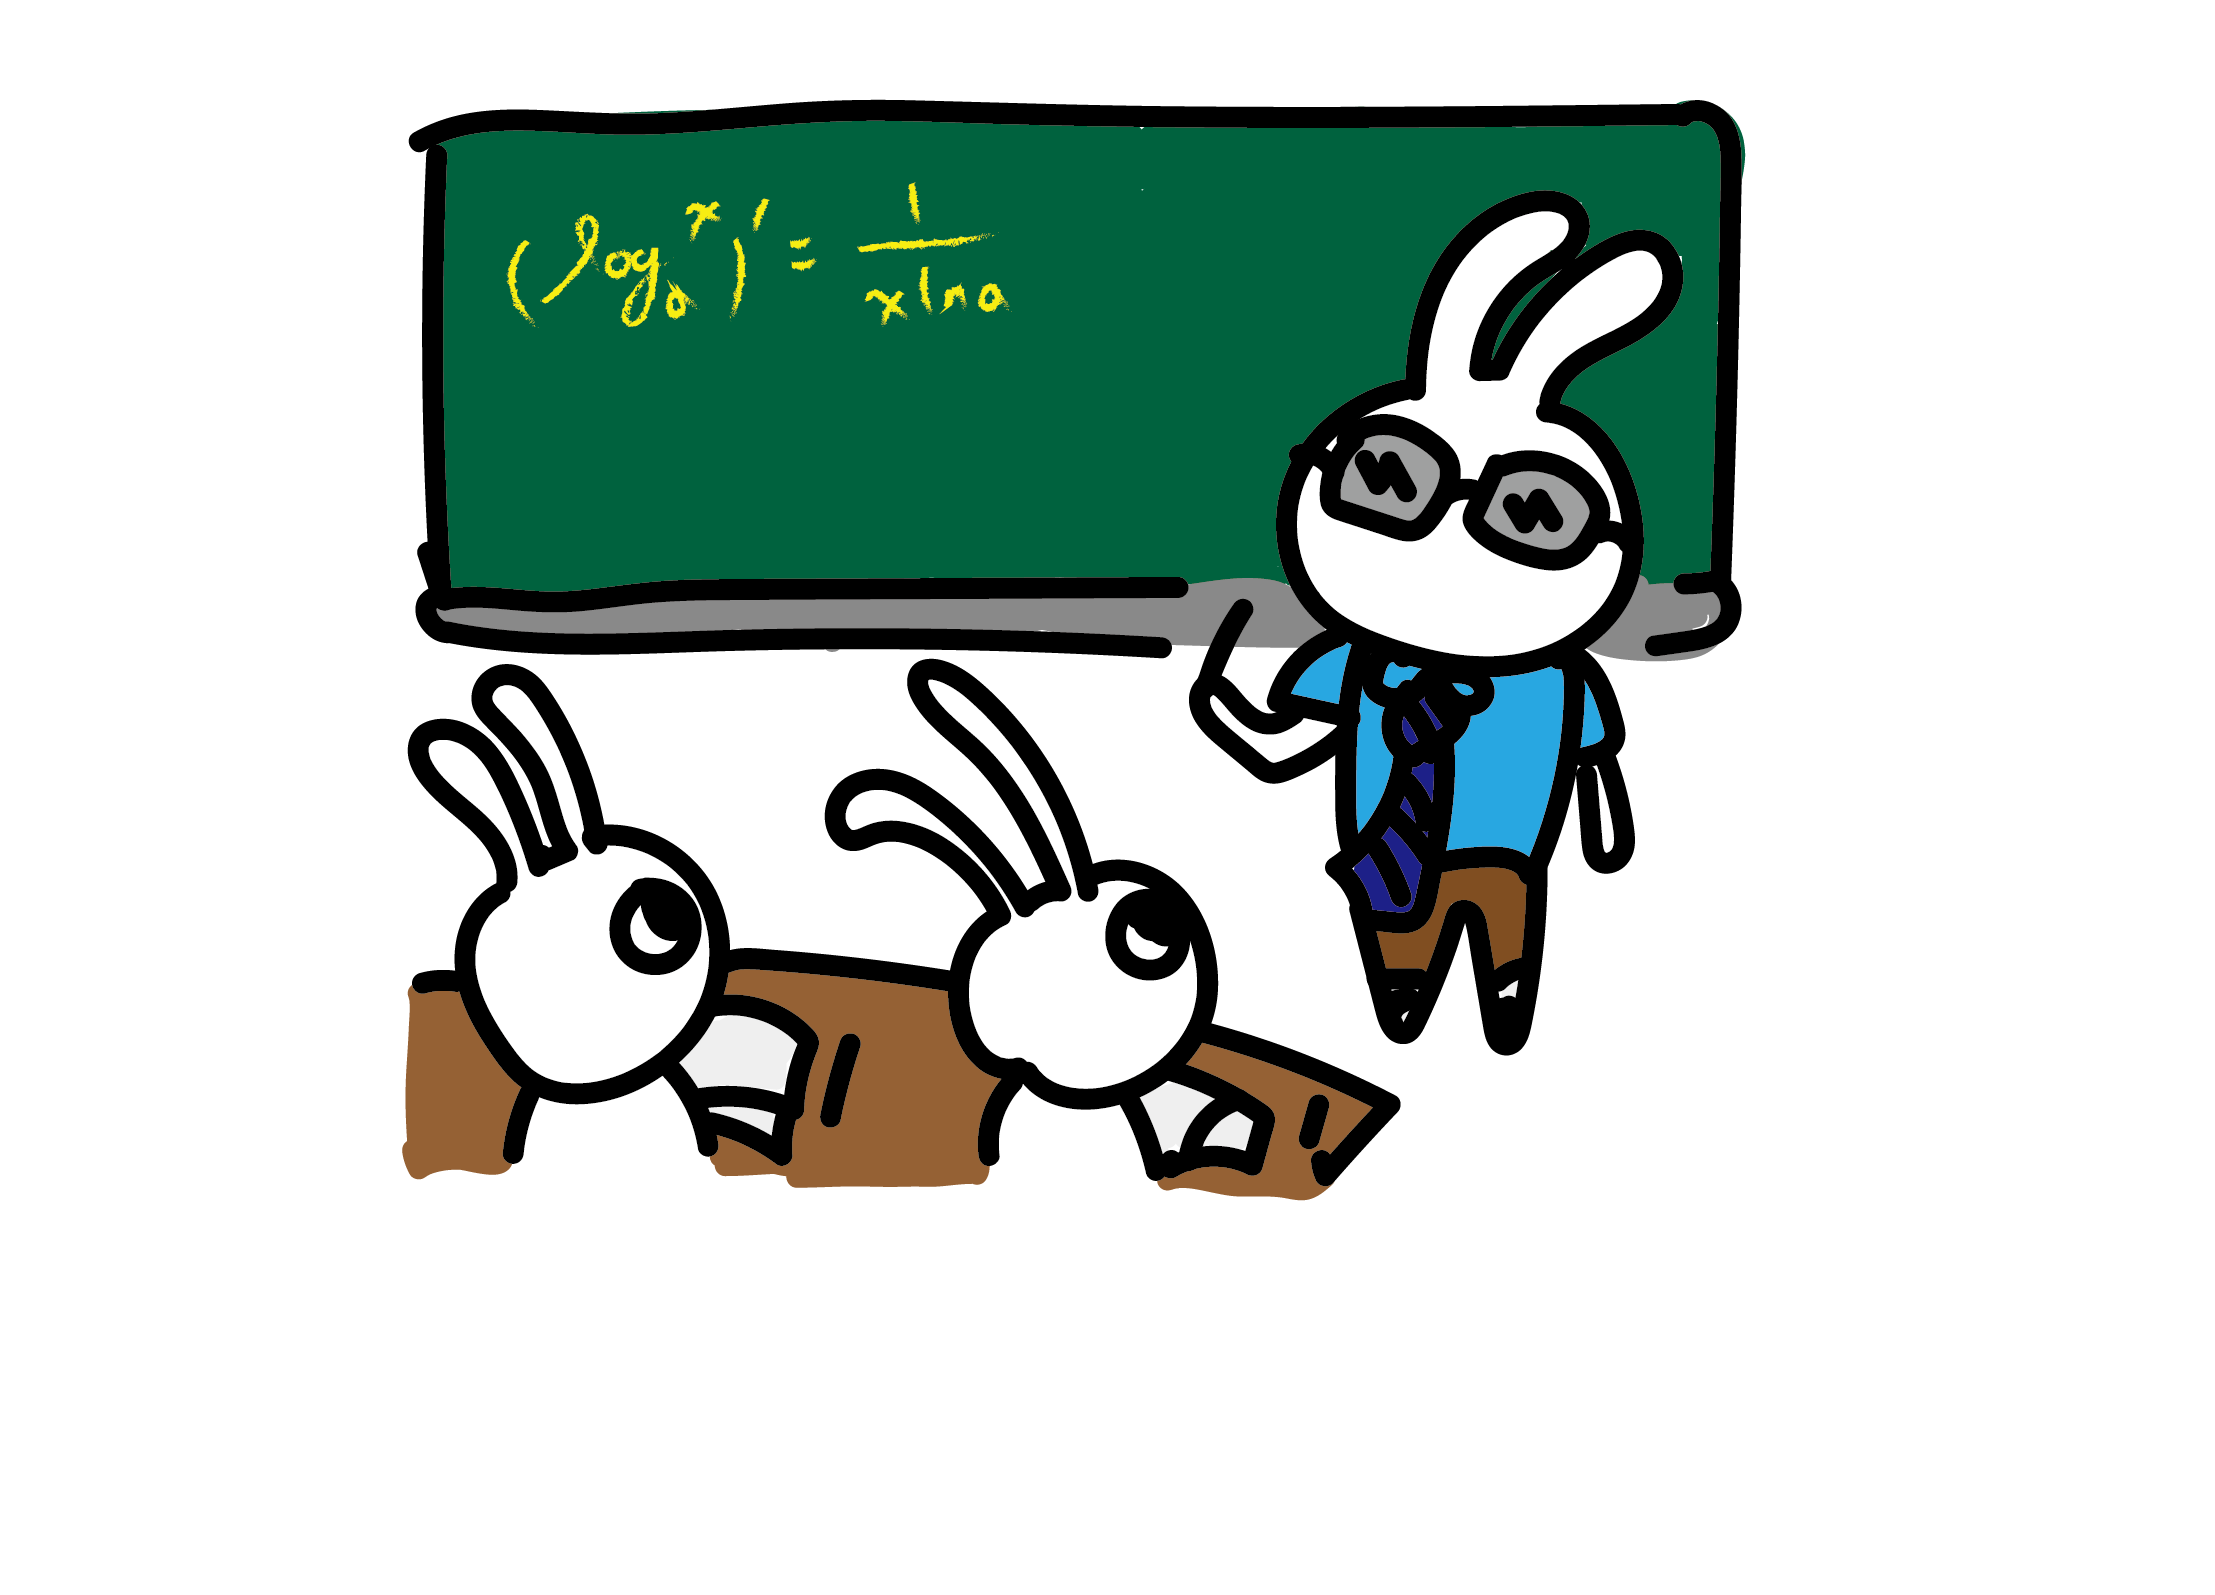 (logₐˣ)' = 1/(x ln a)